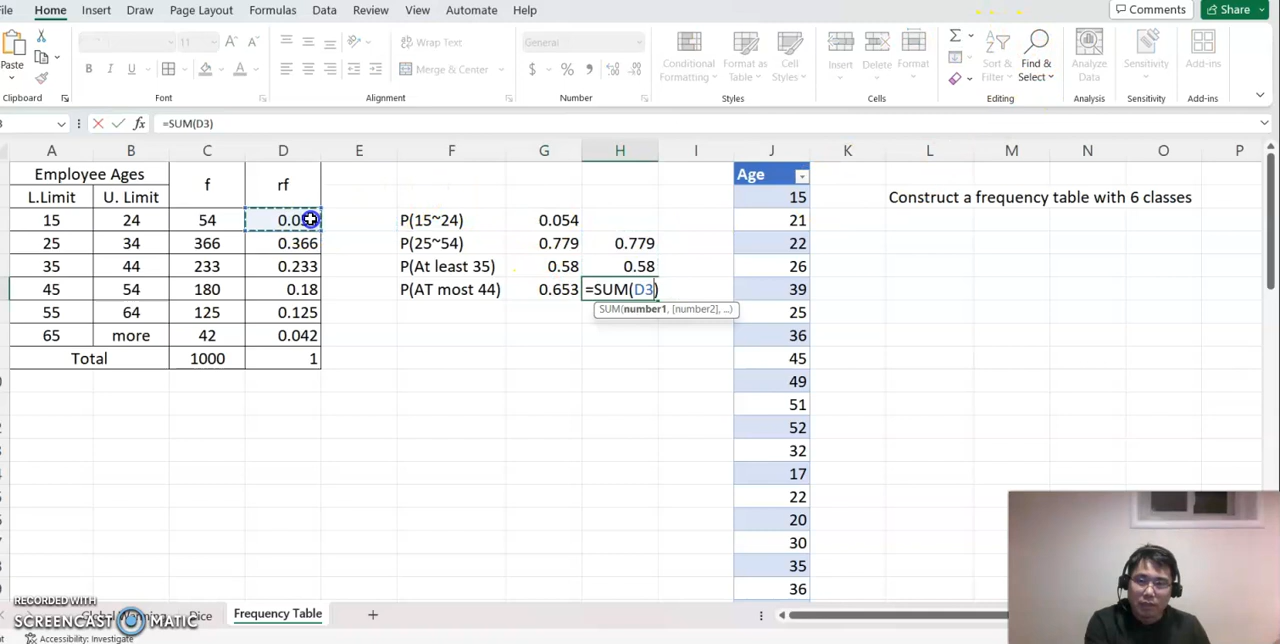 File Home Insert Draw Page Layout Formulas Data Review View Automate Help Comments Share
Paste 11 A A Wrap Text General Conditional Format as Cell Insert Delete Format Sort & Find & Analyze Sensitivity Add-ins
B I U A Merge & Center $ % 9 Formatting Table Styles Filter Select Data
Clipboard Font Alignment Number Styles Cells Editing Analysis Sensitivity Add-ins
fx =SUM(D3)
A B C D E F G H I J K L M N O P
Employee Ages f rf Age
L.Limit U. Limit 15 Construct a frequency table with 6 classes
15 24 54 P(15~24) 0.054 21
25 34 366 0.366 P(25~54) 0.779 0.779 22
35 44 233 0.233 P(At least 35) 0.58 0.58 26
45 54 180 0.18 P(AT most 44) 0.653 =SUM(D3) 39
SUM(number1, [number2], ...)
55 64 125 0.125 25
65 more 42 0.042 36
Total 1000 1 45
49
51
52
32
17
22
20
30
35
36
RECORDED WITH
SCREENCAST MATIC
Dice Frequency Table +
Accessibility: Investigate